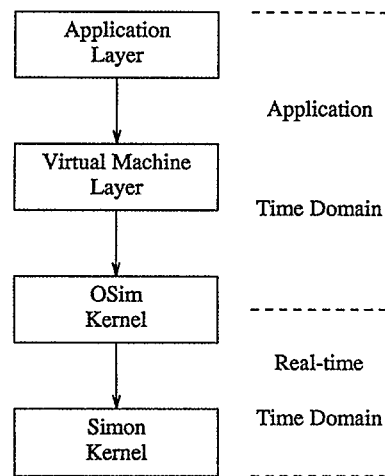 Application
Layer
Application
Virtual Machine
Layer
Time Domain
OSim
Kernel
Real-time
Time Domain
Simon
Kernel